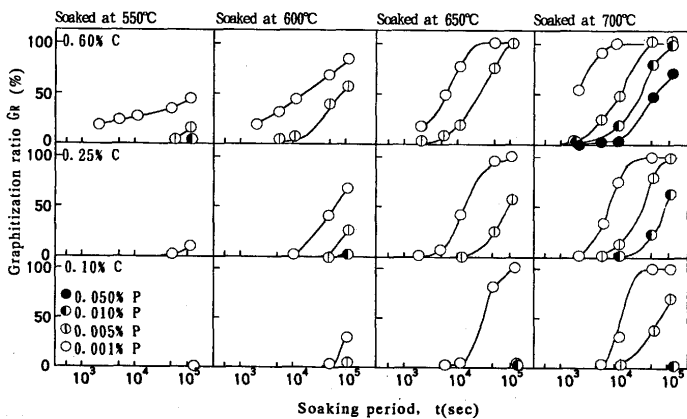 Soaked at 550℃ Soaked at 600℃ Soaked at 650℃ Soaked at 700℃
Graphitization ratio GR (%)
100
0.60% C
50
0
100
0.25% C
50
0
100
0.10% C
50
0
●0.050% P
◐0.010% P
⦶0.005% P
○0.001% P
10³ 10⁴ 10⁵ 10³ 10⁴ 10⁵ 10³ 10⁴ 10⁵ 10³ 10⁴ 10⁵
Soaking period, t(sec)